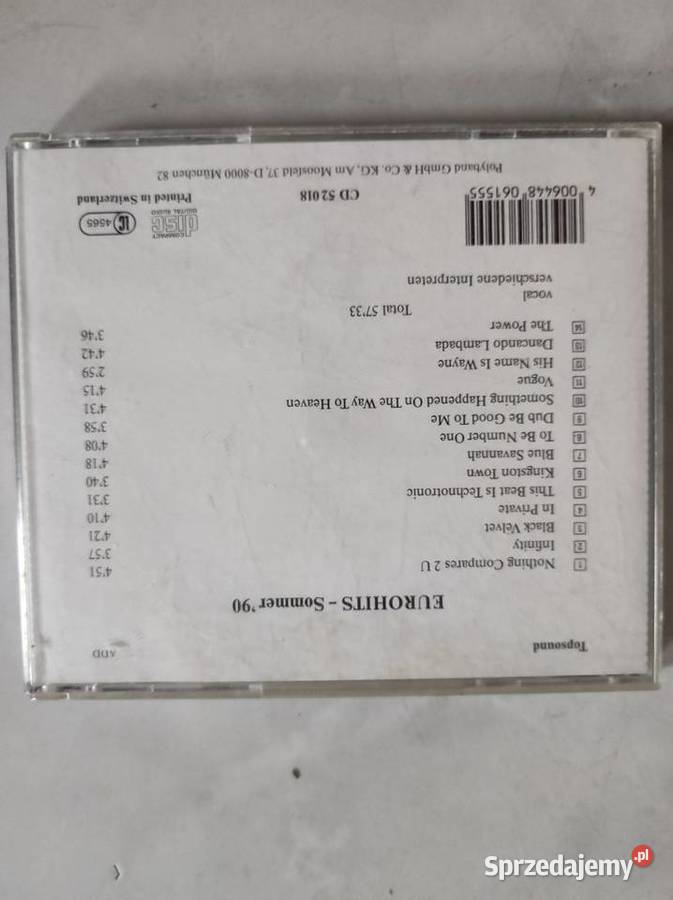 Topsound ADD
EUROHITS – Sommer '90
1 Nothing Compares 2 U 4'51
2 Infinity 3'57
3 Black Velvet 4'21
4 In Private 4'10
5 This Beat Is Technotronic 3'31
6 Kingston Town 3'40
7 Blue Savannah 4'18
8 To Be Number One 4'08
9 Dub Be Good To Me 3'58
10 Something Happened On The Way To Heaven 4'31
11 Vogue 4'15
12 His Name Is Wayne 2'59
13 Dancando Lambada 4'42
14 The Power 3'46
Total 57'33
vocal
verschiedene Interpreten
4 006448 061555
CD 52 018
COMPACT disc DIGITAL AUDIO
LC 4565
Printed in Switzerland
Polyband GmbH & Co. KG, Am Moosfeld 37, D-8000 München 82
Sprzedajemy.pl